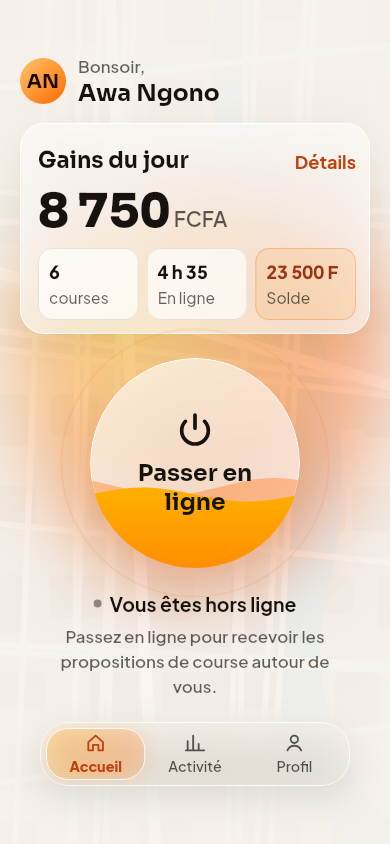 AN
Bonsoir,
Awa Ngono
Gains du jour
Détails
8 750 FCFA
6
courses
4 h 35
En ligne
23 500 F
Solde
Passer en
ligne
Vous êtes hors ligne
Passez en ligne pour recevoir les
propositions de course autour de
vous.
Accueil
Activité
Profil